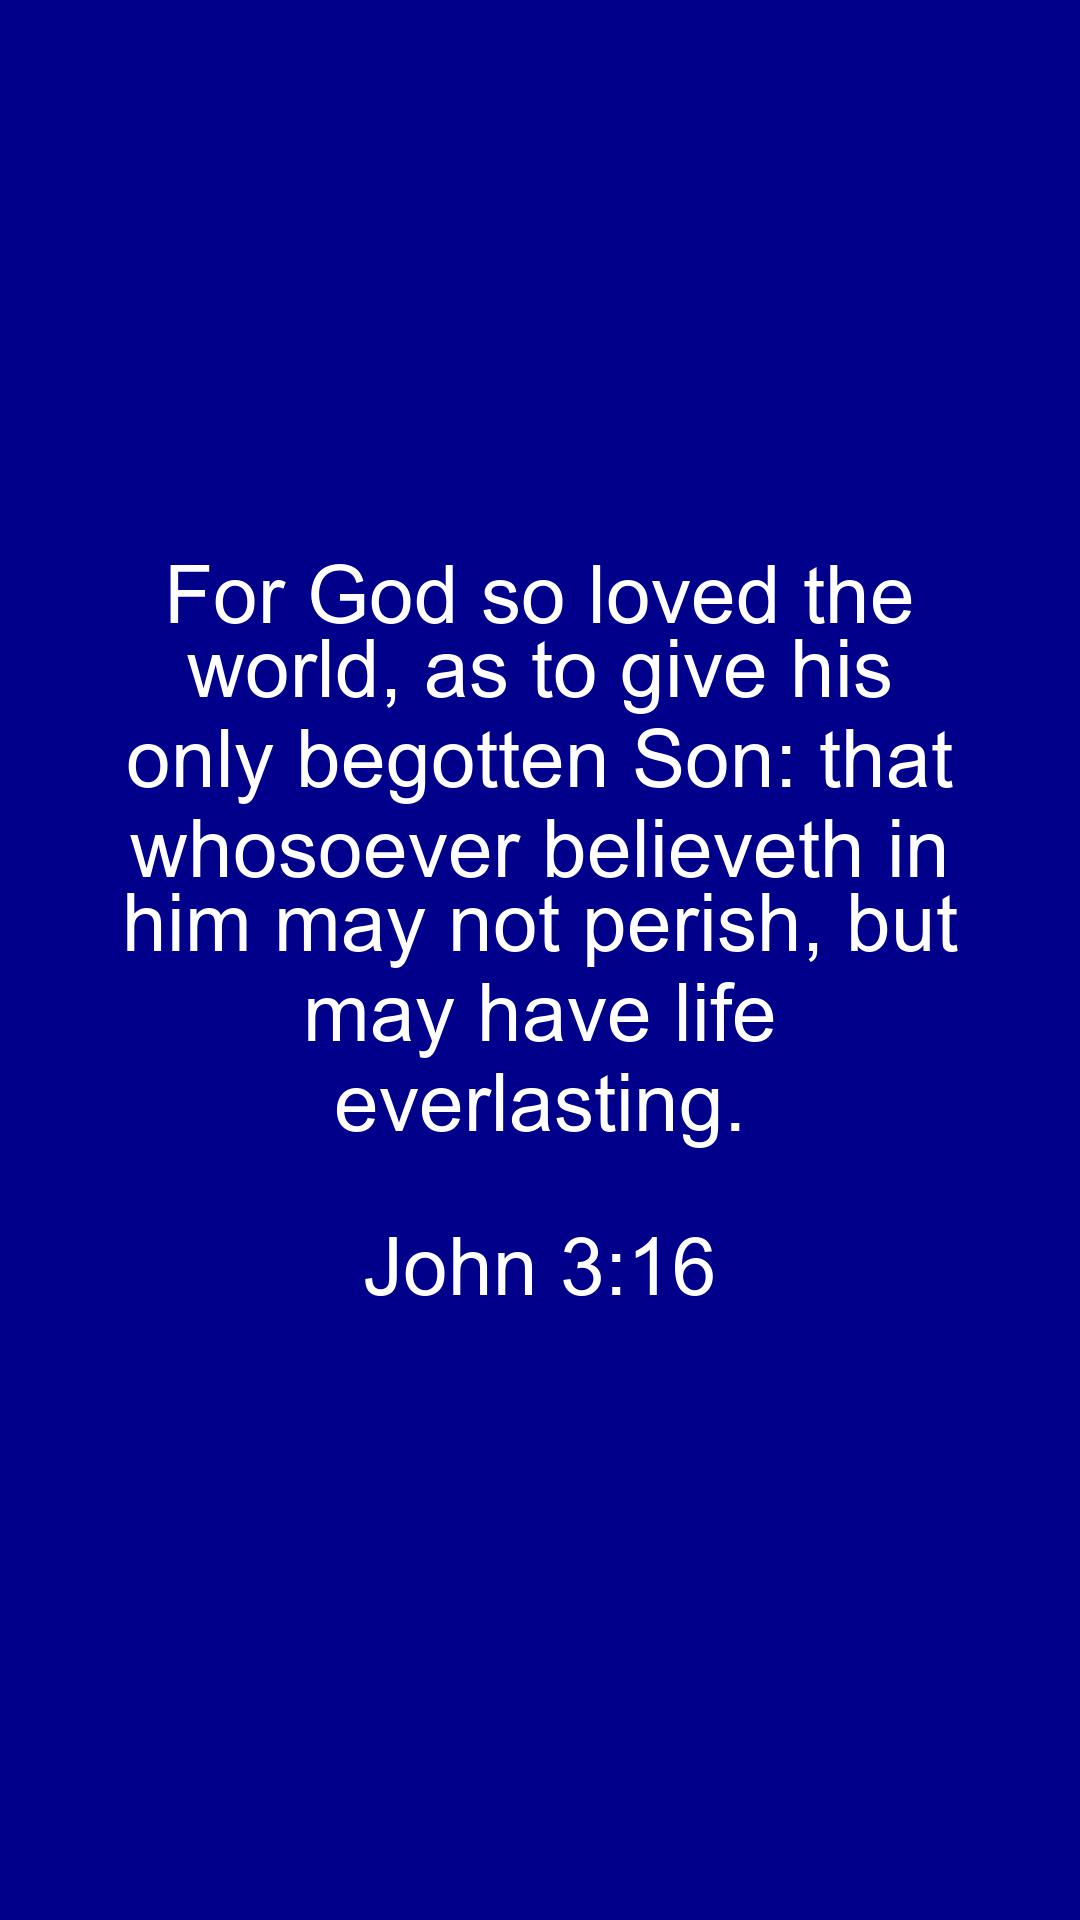 For God so loved the
world, as to give his
only begotten Son: that
whosoever believeth in
him may not perish, but
may have life
everlasting.
John 3:16